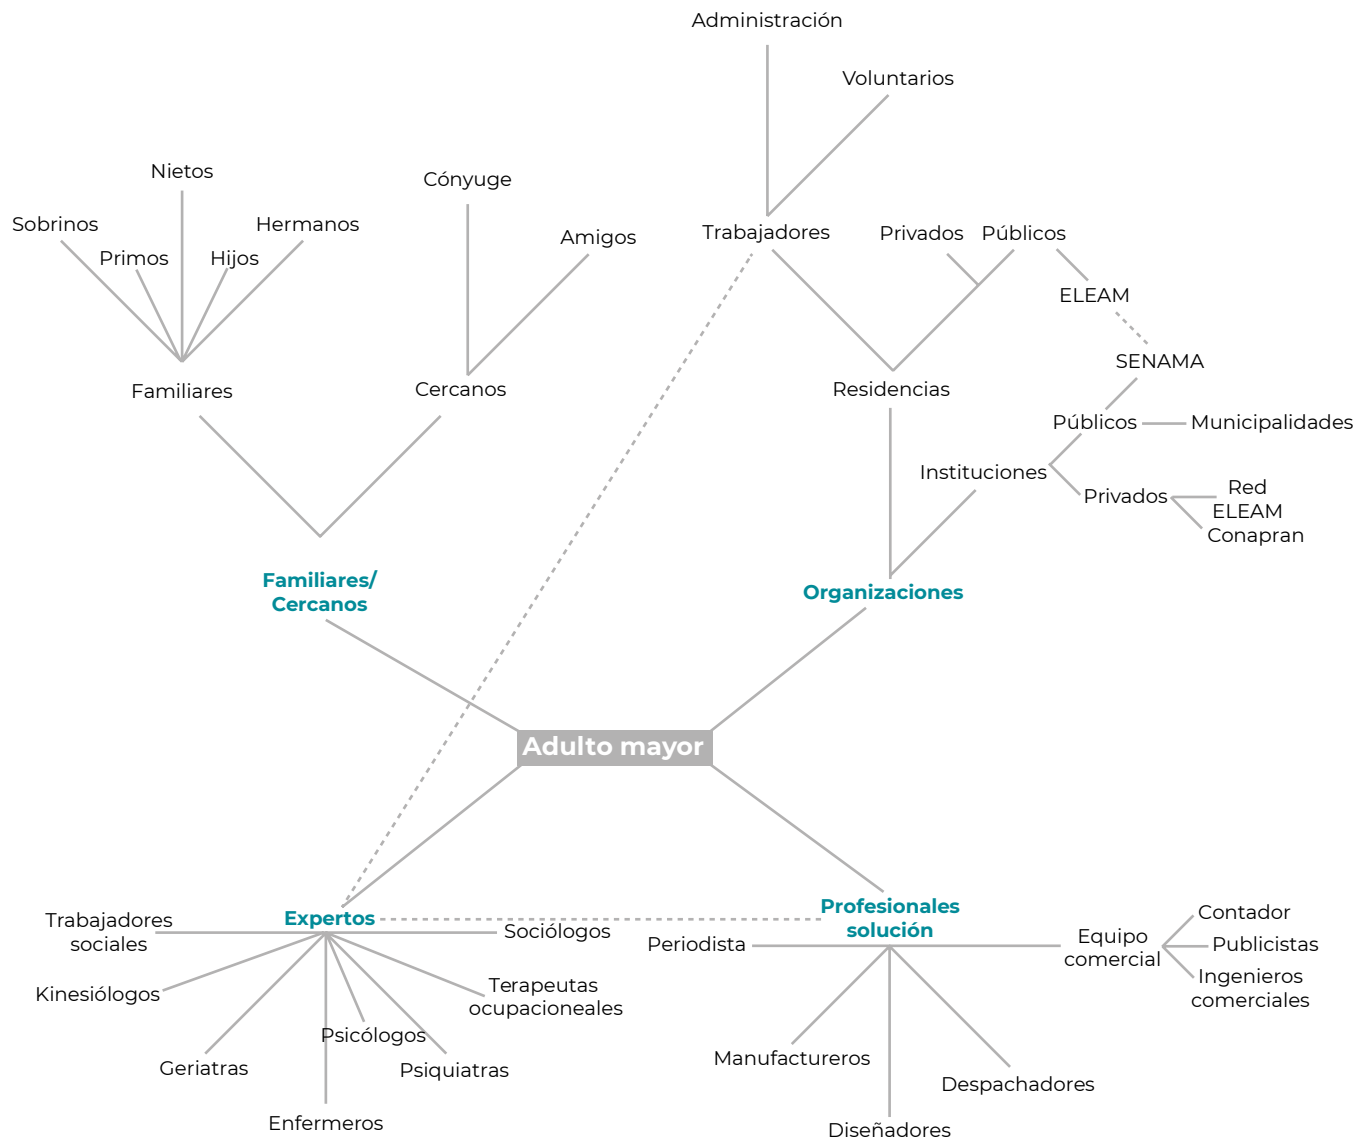 Administración
Voluntarios
Nietos
Cónyuge
Sobrinos
Hermanos
Amigos
Primos
Hijos
Trabajadores
Privados
Públicos
ELEAM
SENAMA
Familiares
Cercanos
Residencias
Públicos
Municipalidades
Instituciones
Privados
Red
ELEAM
Conapran
Familiares/
Cercanos
Organizaciones
Adulto mayor
Expertos
Profesionales
solución
Trabajadores
sociales
Sociólogos
Periodista
Equipo
comercial
Contador
Publicistas
Ingenieros
comerciales
Kinesiólogos
Terapeutas
ocupacioneales
Psicólogos
Geriatras
Psiquiatras
Enfermeros
Manufactureros
Despachadores
Diseñadores